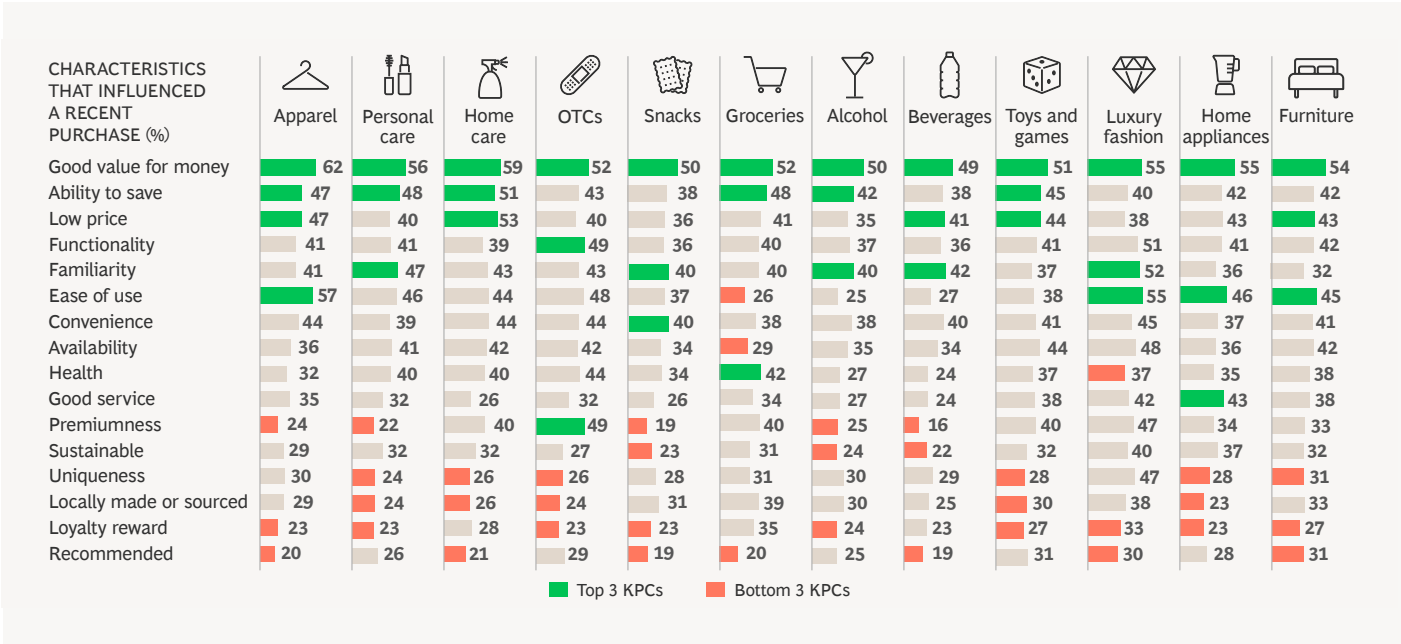 CHARACTERISTICS
THAT INFLUENCED
A RECENT
PURCHASE (%)
Apparel
Personal
care
Home
care
OTCs
Snacks
Groceries
Alcohol
Beverages
Toys and
games
Luxury
fashion
Home
appliances
Furniture
Good value for money 62 56 59 52 50 52 50 49 51 55 55 54
Ability to save 47 48 51 43 38 48 42 38 45 40 42 42
Low price 47 40 53 40 36 41 35 41 44 38 43 43
Functionality 41 41 39 49 36 40 37 36 41 51 41 42
Familiarity 41 47 43 43 40 40 40 42 37 52 36 32
Ease of use 57 46 44 48 37 26 25 27 38 55 46 45
Convenience 44 39 44 44 40 38 38 40 41 45 37 41
Availability 36 41 42 42 34 29 35 34 44 48 36 42
Health 32 40 40 44 34 42 27 24 37 37 35 38
Good service 35 32 26 32 26 34 27 24 38 42 43 38
Premiumness 24 22 40 49 19 40 25 16 40 47 34 33
Sustainable 29 32 32 27 23 31 24 22 32 40 37 32
Uniqueness 30 24 26 26 28 31 30 29 28 47 28 31
Locally made or sourced 29 24 26 24 31 39 30 25 30 38 23 33
Loyalty reward 23 23 28 23 23 35 24 23 27 33 23 27
Recommended 20 26 21 29 19 20 25 19 31 30 28 31
Top 3 KPCs
Bottom 3 KPCs